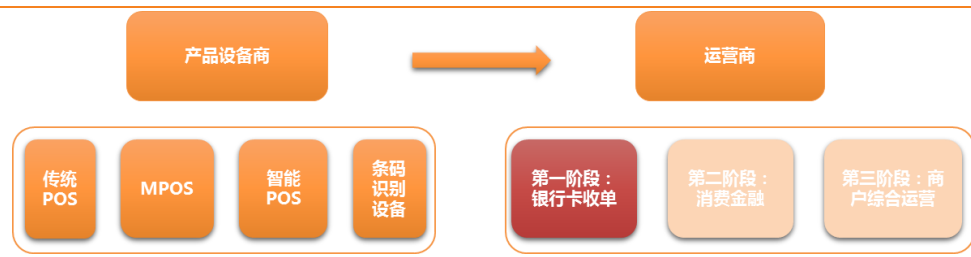 产品设备商
运营商
传统
POS
MPOS
智能
POS
条码
识别
设备
第一阶段：
银行卡收单
第二阶段：
消费金融
第三阶段：商
户综合运营